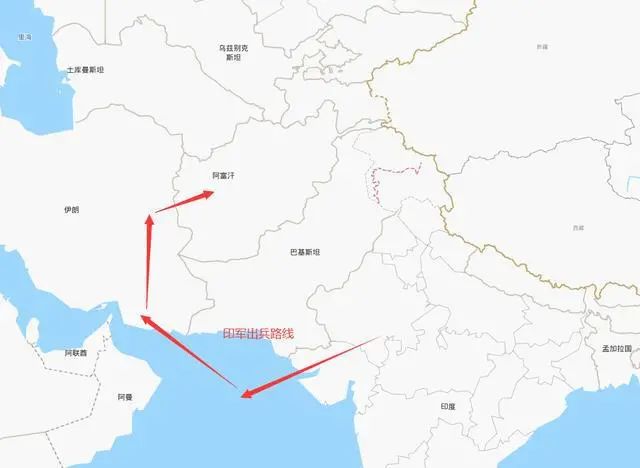 里海
乌兹别克
斯坦
新疆
土库曼斯坦
阿富汗
伊朗
西藏
巴基斯坦
印军出兵路线
孟加拉国
阿联酋
阿曼
印度